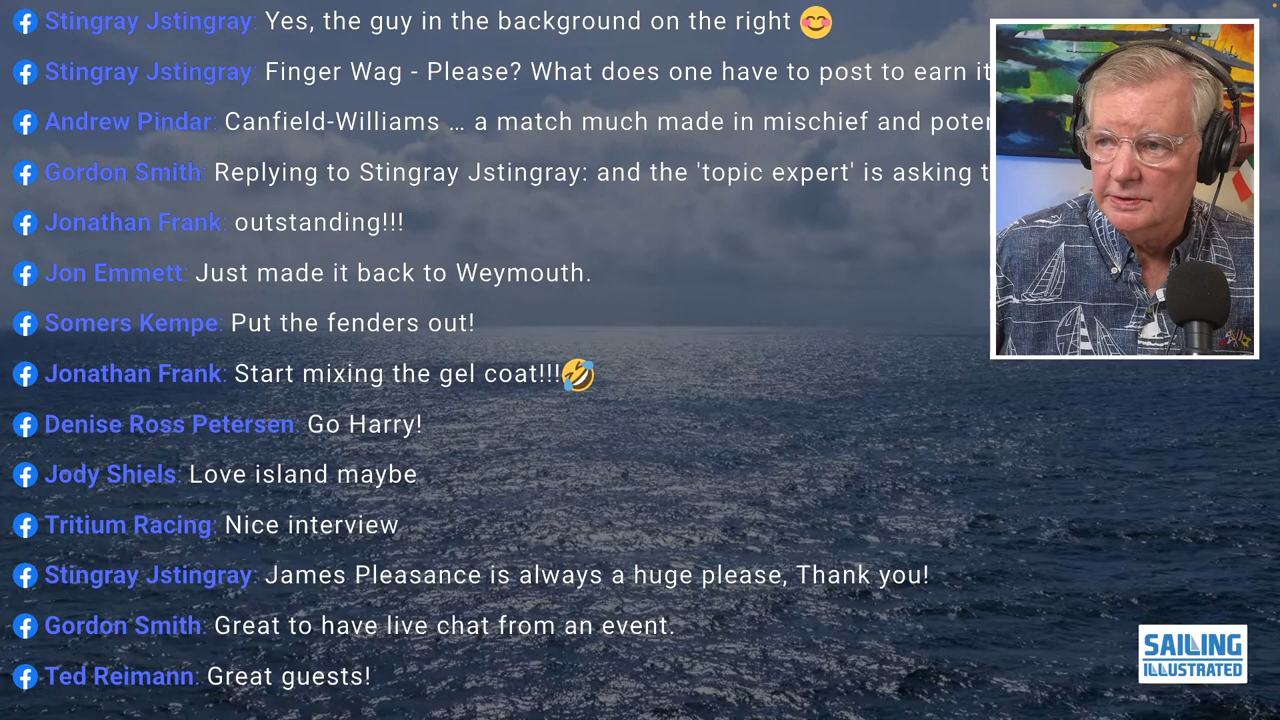 Stingray Jstingray: Yes, the guy in the background on the right 😊
Stingray Jstingray: Finger Wag - Please? What does one have to post to earn it
Andrew Pindar: Canfield-Williams … a match much made in mischief and
Gordon Smith: Replying to Stingray Jstingray: and the 'topic expert' is asking
Jonathan Frank: outstanding!!!
Jon Emmett: Just made it back to Weymouth.
Somers Kempe: Put the fenders out!
Jonathan Frank: Start mixing the gel coat!!!🤣
Denise Ross Petersen: Go Harry!
Jody Shiels: Love island maybe
Tritium Racing: Nice interview
Stingray Jstingray: James Pleasance is always a huge please, Thank you!
Gordon Smith: Great to have live chat from an event.
Ted Reimann: Great guests!
SAILING
ILLUSTRATED